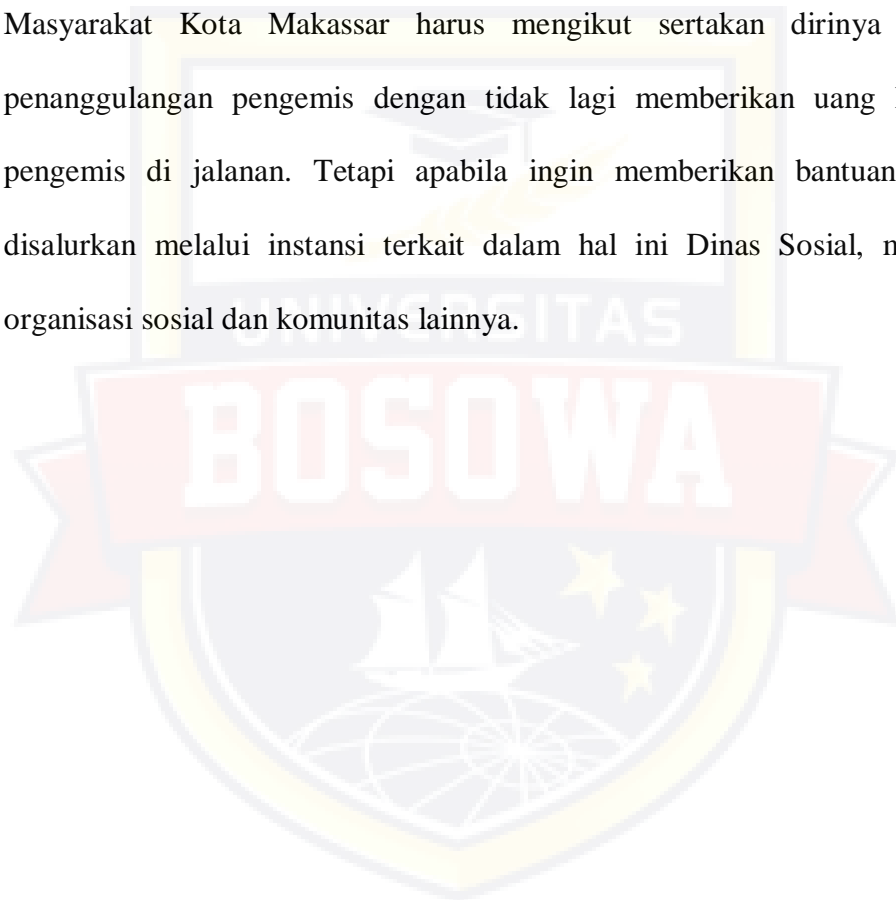 Masyarakat Kota Makassar harus mengikut sertakan dirinya
penanggulangan pengemis dengan tidak lagi memberikan uang
pengemis di jalanan. Tetapi apabila ingin memberikan bantuan
disalurkan melalui instansi terkait dalam hal ini Dinas Sosial,
organisasi sosial dan komunitas lainnya.
UNIVERSITAS
BOSOWA